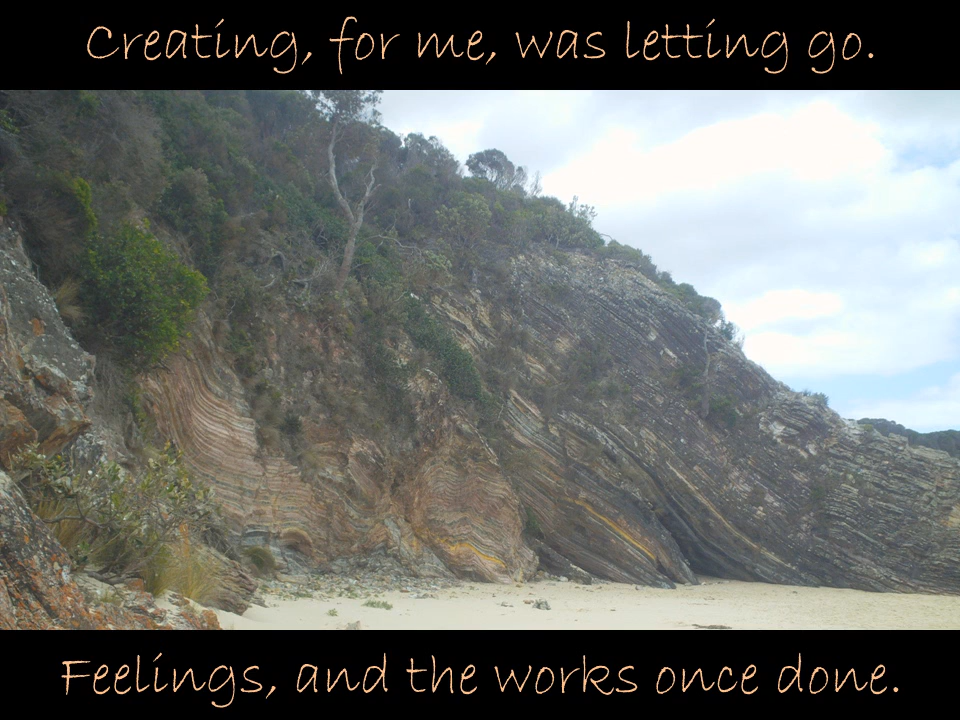 Creating, for me, was letting go.
Feelings, and the works once done.